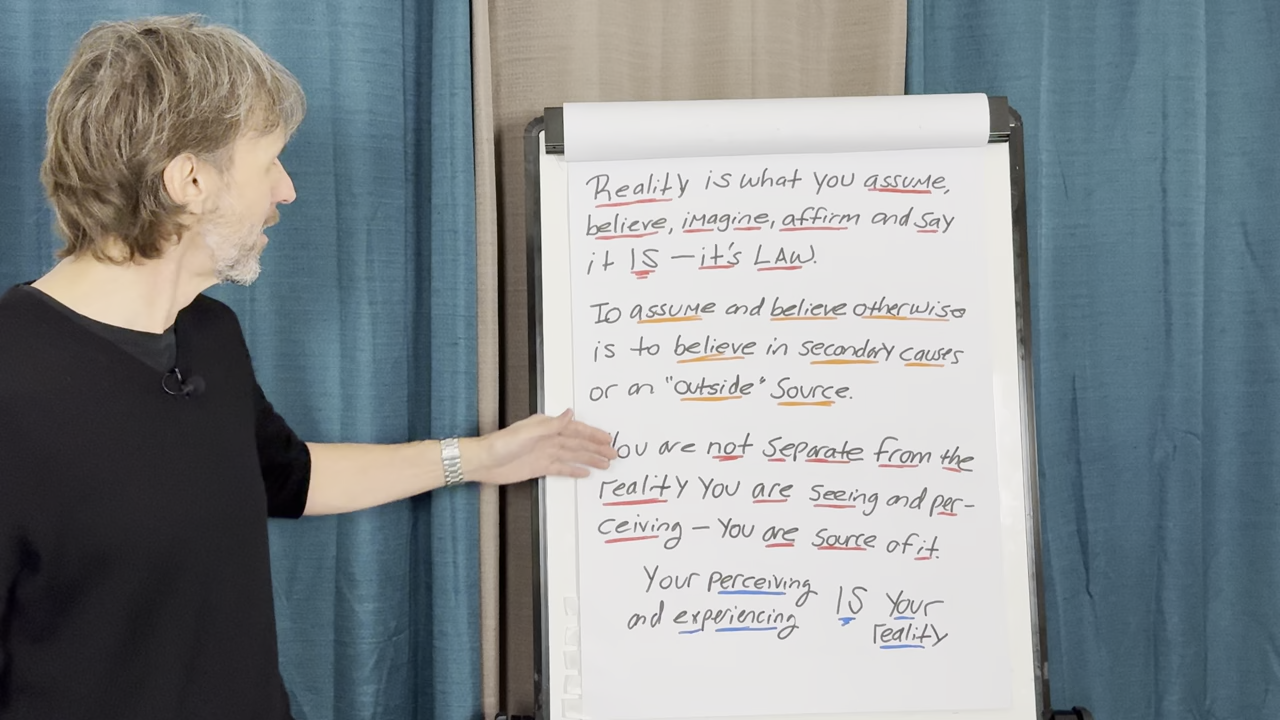 Reality is what you assume,
believe, imagine, affirm and say
it IS – it's LAW.
To assume and believe otherwise
is to believe in secondary causes
or an "outside" Source.
You are not separate from the
reality you are seeing and per-
ceiving – You are source of it.
Your perceiving
and experiencing IS Your
reality